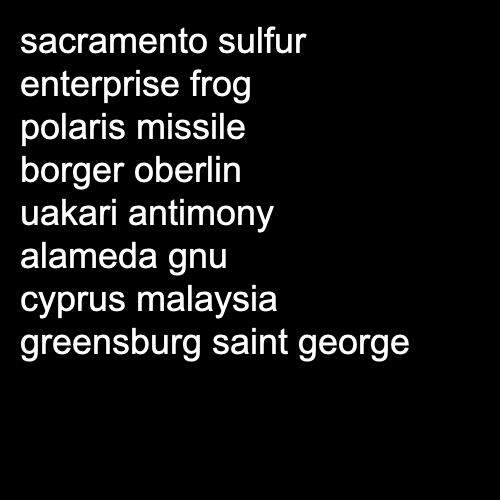 sacramento sulfur
enterprise frog
polaris missile
borger oberlin
uakari antimony
alameda gnu
cyprus malaysia
greensburg saint george